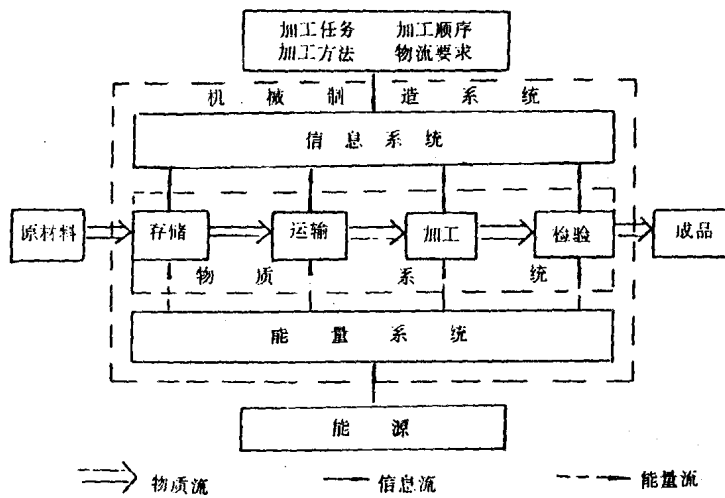 加工任务 加工顺序
加工方法 物流要求
机械制造系统
信息系统
原材料 存储 运输 加工 检验 成品
物质系统
能量系统
能源
物质流 信息流 能量流